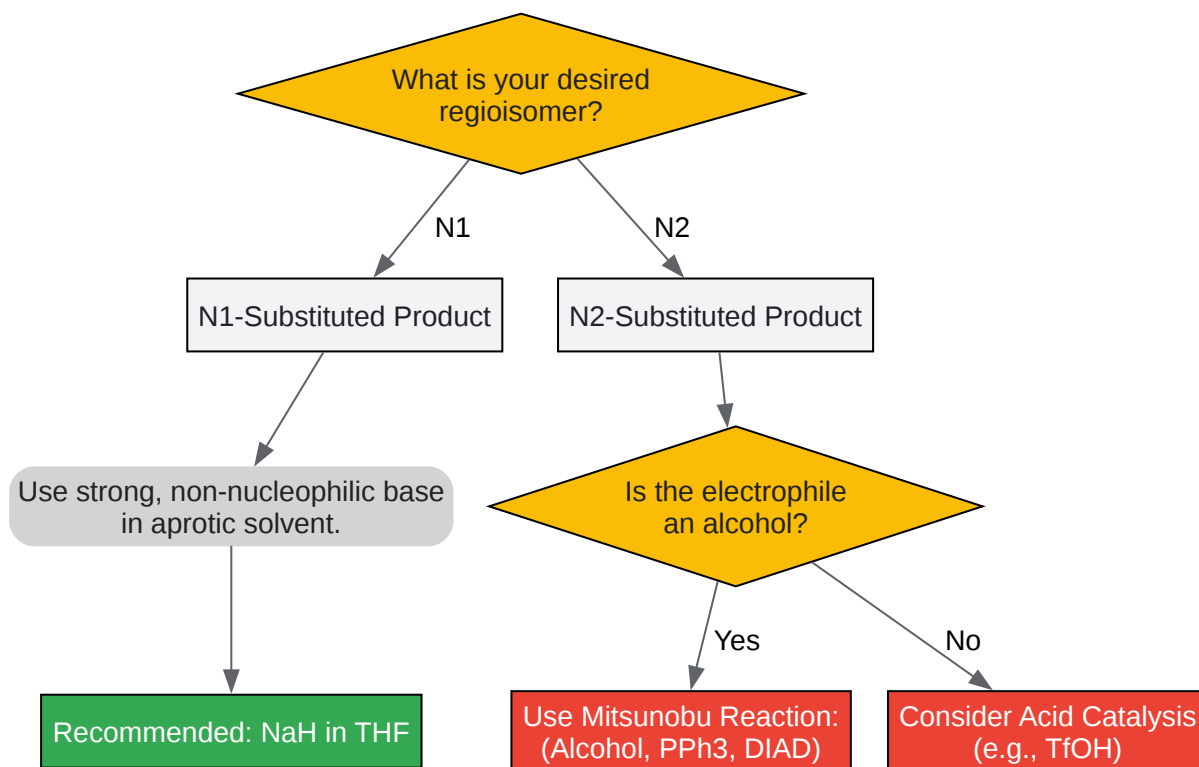 What is your desired
regioisomer?
N1
N2
N1-Substituted Product
N2-Substituted Product
Use strong, non-nucleophilic base
in aprotic solvent.
Is the electrophile
an alcohol?
Yes
No
Recommended: NaH in THF
Use Mitsunobu Reaction:
(Alcohol, PPh3, DIAD)
Consider Acid Catalysis
(e.g., TfOH)